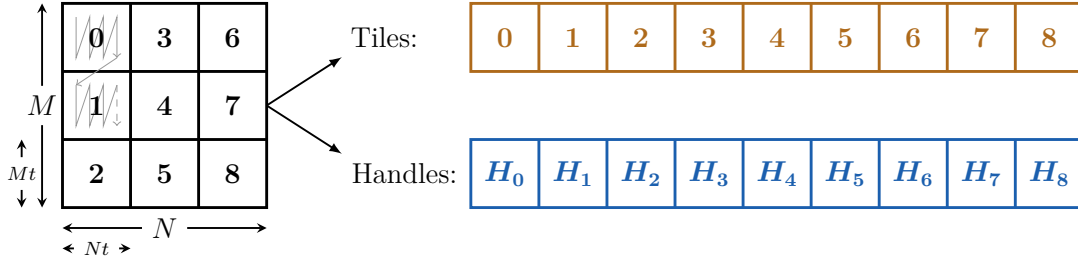 0 3 6
Tiles: 0 1 2 3 4 5 6 7 8
M 1 4 7
Mt 2 5 8
Handles: H₀ H₁ H₂ H₃ H₄ H₅ H₆ H₇ H₈
N
Nt